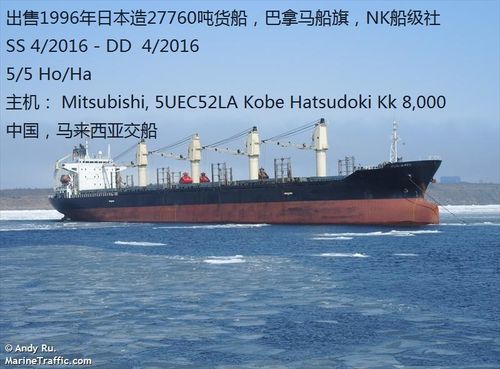 出售1996年日本造27760吨货船，巴拿马船旗，NK船级社
SS 4/2016 - DD  4/2016
5/5 Ho/Ha
主机： Mitsubishi, 5UEC52LA Kobe Hatsudoki Kk 8,000
中国，马来西亚交船
© Andy Ru.
MarineTraffic.com